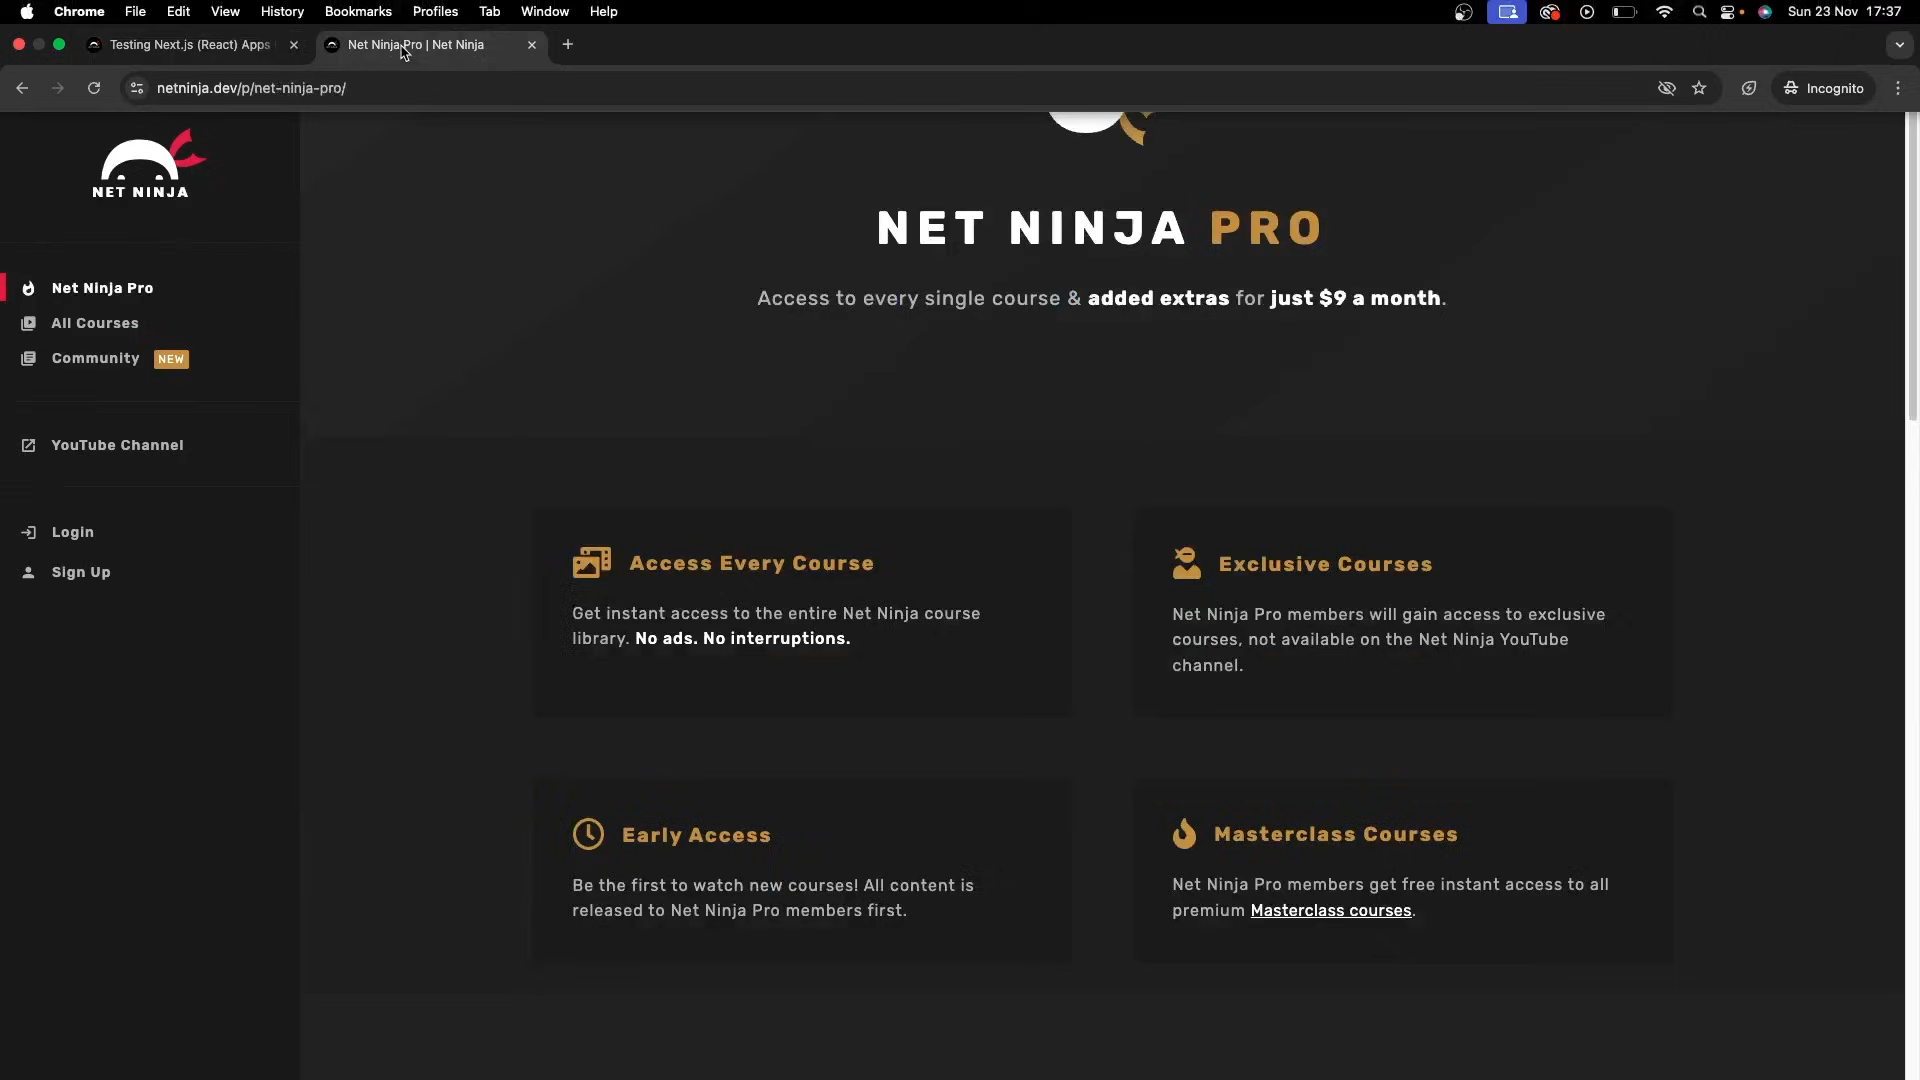 Chrome File Edit View History Bookmarks Profiles Tab Window Help Sun 23 Nov 17:37
Testing Next.js (React) Apps Net Ninja Pro | Net Ninja
netninja.dev/p/net-ninja-pro/ Incognito
NET NINJA
Net Ninja Pro
All Courses
Community NEW
YouTube Channel
Login
Sign Up
NET NINJA PRO
Access to every single course & added extras for just $9 a month.
Access Every Course
Get instant access to the entire Net Ninja course
library. No ads. No interruptions.
Exclusive Courses
Net Ninja Pro members will gain access to exclusive
courses, not available on the Net Ninja YouTube
channel.
Early Access
Be the first to watch new courses! All content is
released to Net Ninja Pro members first.
Masterclass Courses
Net Ninja Pro members get free instant access to all
premium Masterclass courses.